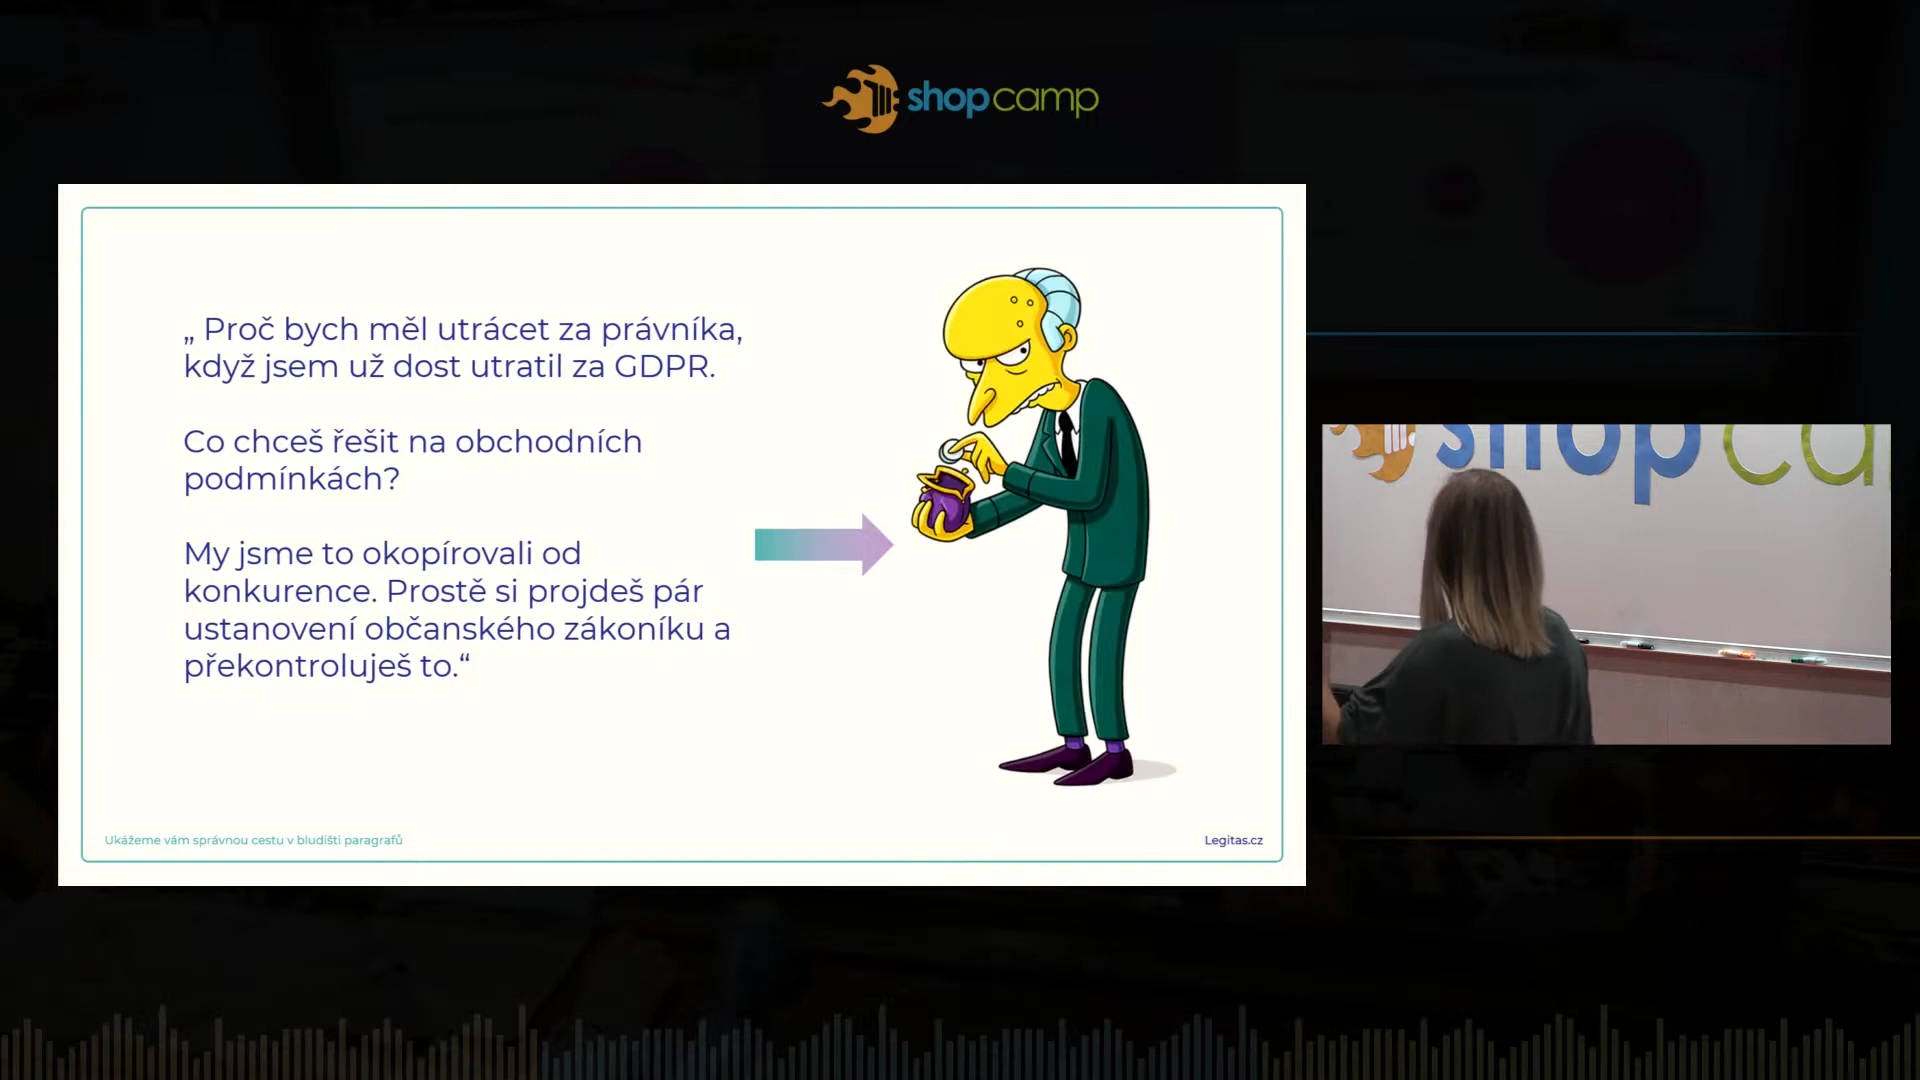 shopcamp
„ Proč bych měl utrácet za právníka,
když jsem už dost utratil za GDPR.
Co chceš řešit na obchodních
podmínkách?
My jsme to okopírovali od
konkurence. Prostě si projdeš pár
ustanovení občanského zákoníku a
překontroluješ to.“
Ukážeme vám správnou cestu v bludišti paragrafů
Legitas.cz
shopca